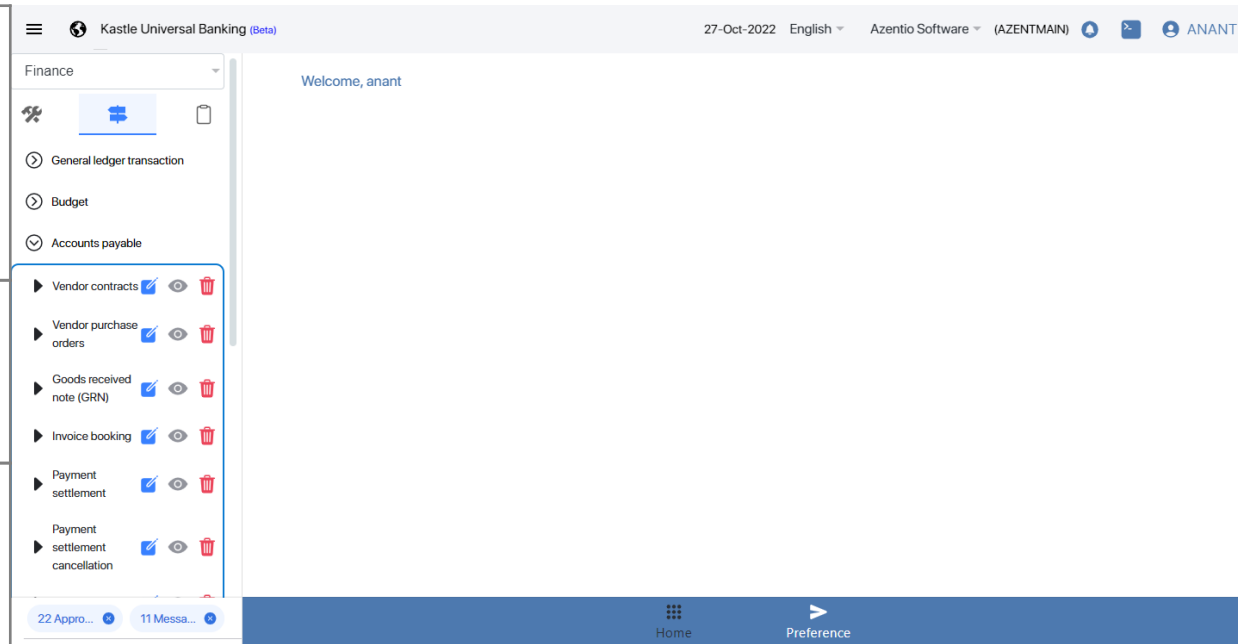 Kastle Universal Banking (Beta)
27-Oct-2022 English Azentio Software (AZENTMAIN) ANANT
Finance
Welcome, anant
General ledger transaction
Budget
Accounts payable
Vendor contracts
Vendor purchase
orders
Goods received
note (GRN)
Invoice booking
Payment
settlement
Payment
settlement
cancellation
22 Appro...
11 Messa...
Home
Preference